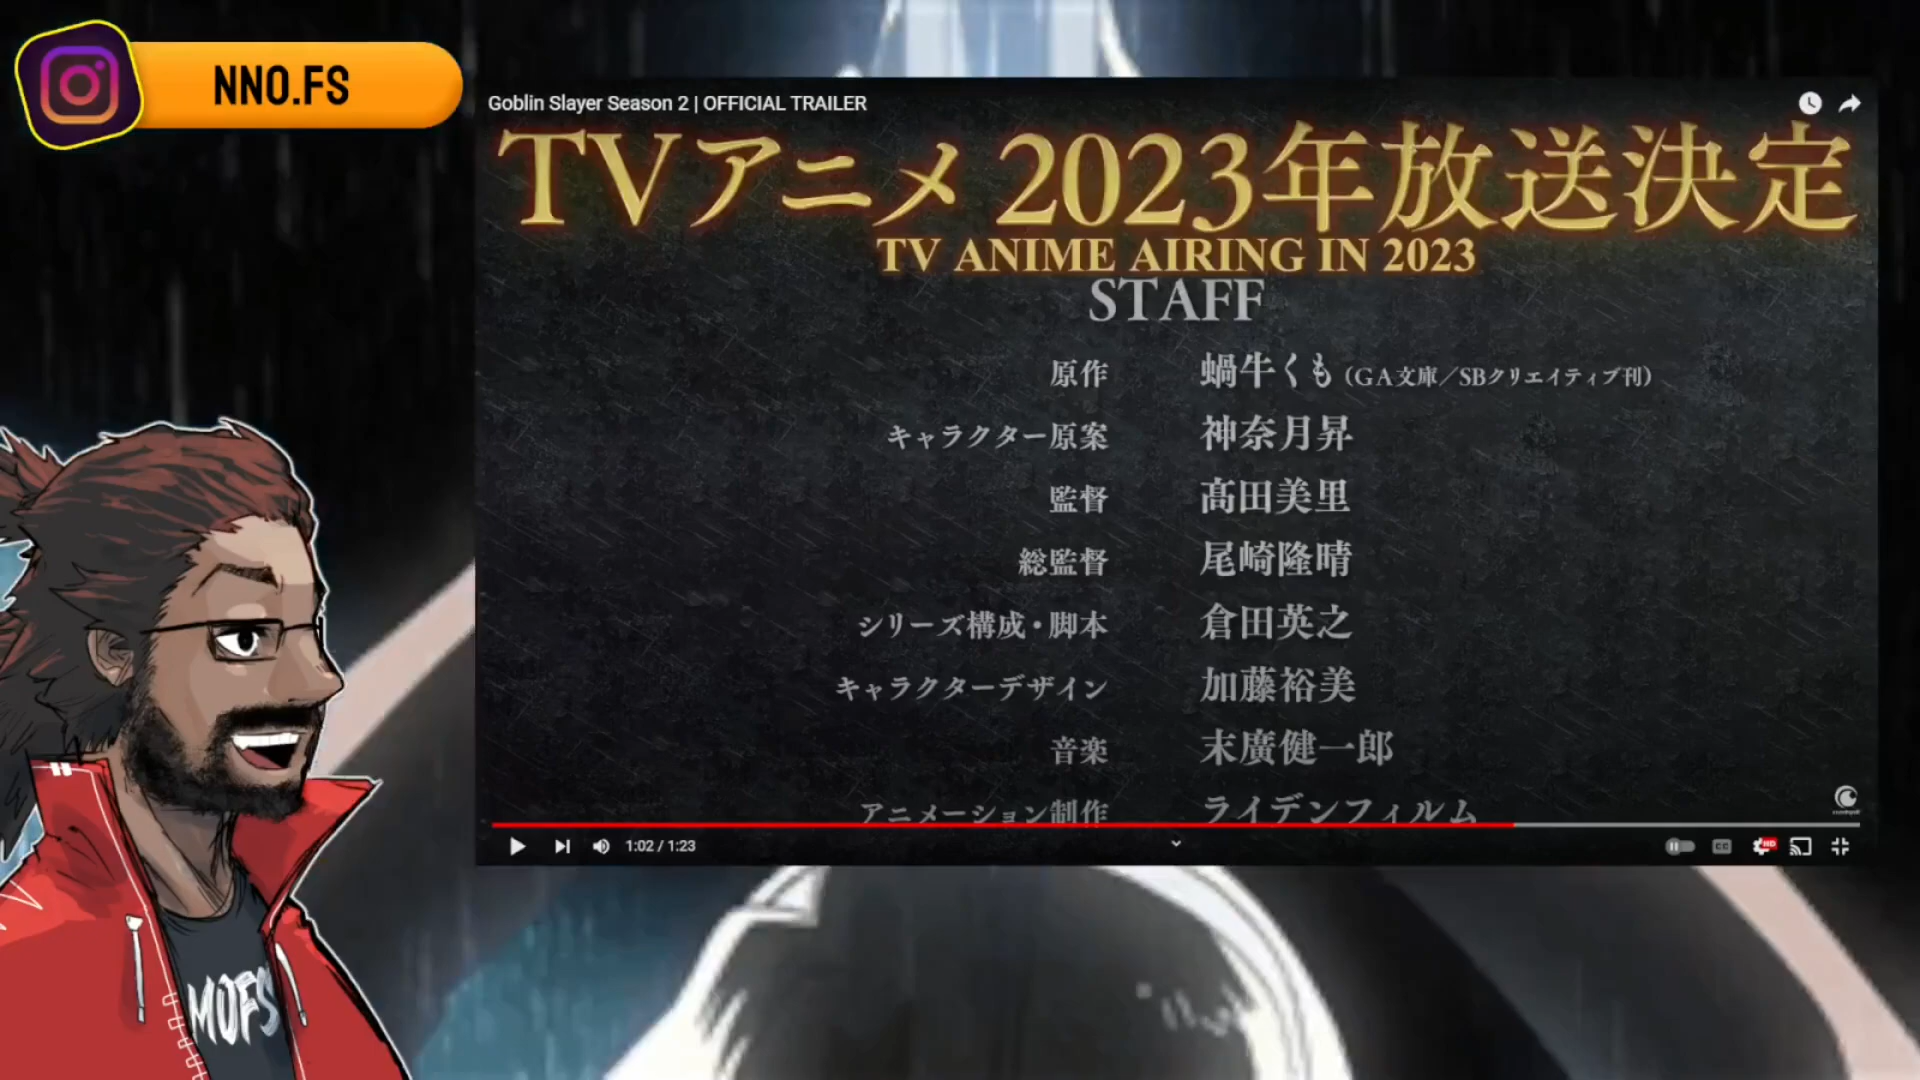 NNO.FS
Goblin Slayer Season 2 | OFFICIAL TRAILER
TVアニメ 2023年放送決定
TV ANIME AIRING IN 2023
STAFF
原作 蝸牛くも（GA文庫／SBクリエイティブ刊）
キャラクター原案 神奈月昇
監督 髙田美里
総監督 尾崎隆晴
シリーズ構成・脚本 倉田英之
キャラクターデザイン 加藤裕美
音楽 末廣健一郎
アニメーション制作 ライデンフィルム
1:02 / 1:23
CC
HD
MOFS